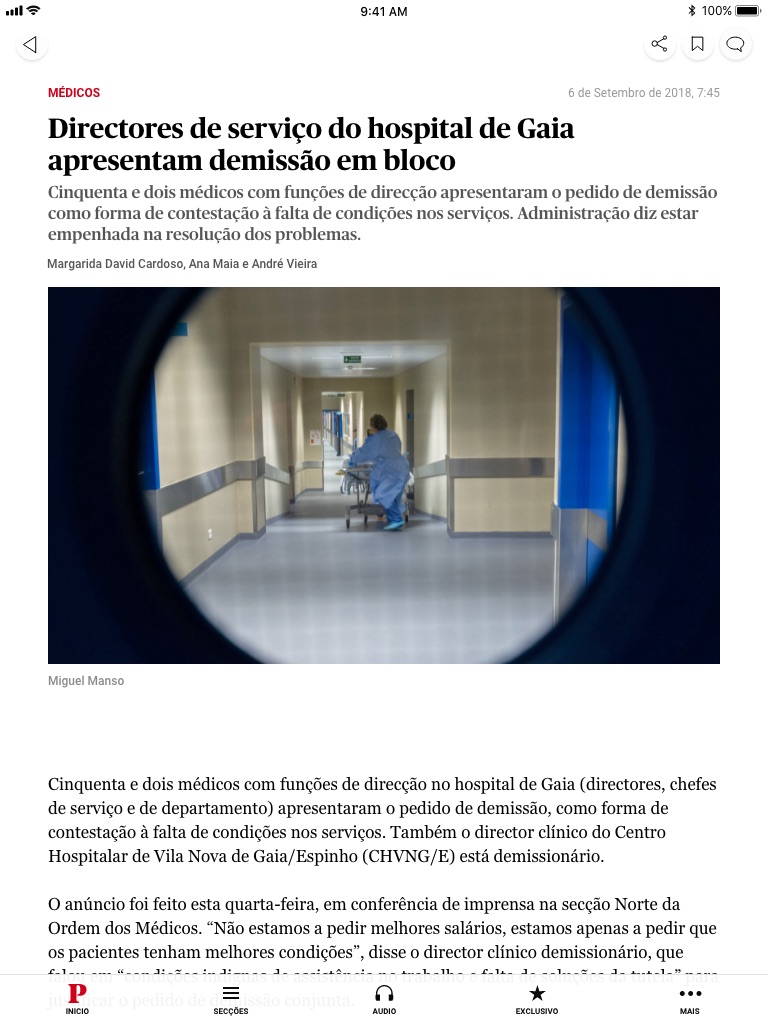 9:41 AM
100%
MÉDICOS
6 de Setembro de 2018, 7:45
Directores de serviço do hospital de Gaia
apresentam demissão em bloco
Cinquenta e dois médicos com funções de direcção apresentaram o pedido de demissão
como forma de contestação à falta de condições nos serviços. Administração diz estar
empenhada na resolução dos problemas.
Margarida David Cardoso, Ana Maia e André Vieira
Miguel Manso
Cinquenta e dois médicos com funções de direcção no hospital de Gaia (directores, chefes
de serviço e de departamento) apresentaram o pedido de demissão, como forma de
contestação à falta de condições nos serviços. Também o director clínico do Centro
Hospitalar de Vila Nova de Gaia/Espinho (CHVNG/E) está demissionário.
O anúncio foi feito esta quarta-feira, em conferência de imprensa na secção Norte da
Ordem dos Médicos. “Não estamos a pedir melhores salários, estamos apenas a pedir que
os pacientes tenham melhores condições”, disse o director clínico demissionário, que
falou em “condições indignas de assistência no trabalho e falta de soluções da tutela” para
justificar o pedido de demissão conjunta.
P
INICIO
SECÇÕES
AUDIO
EXCLUSIVO
MAIS